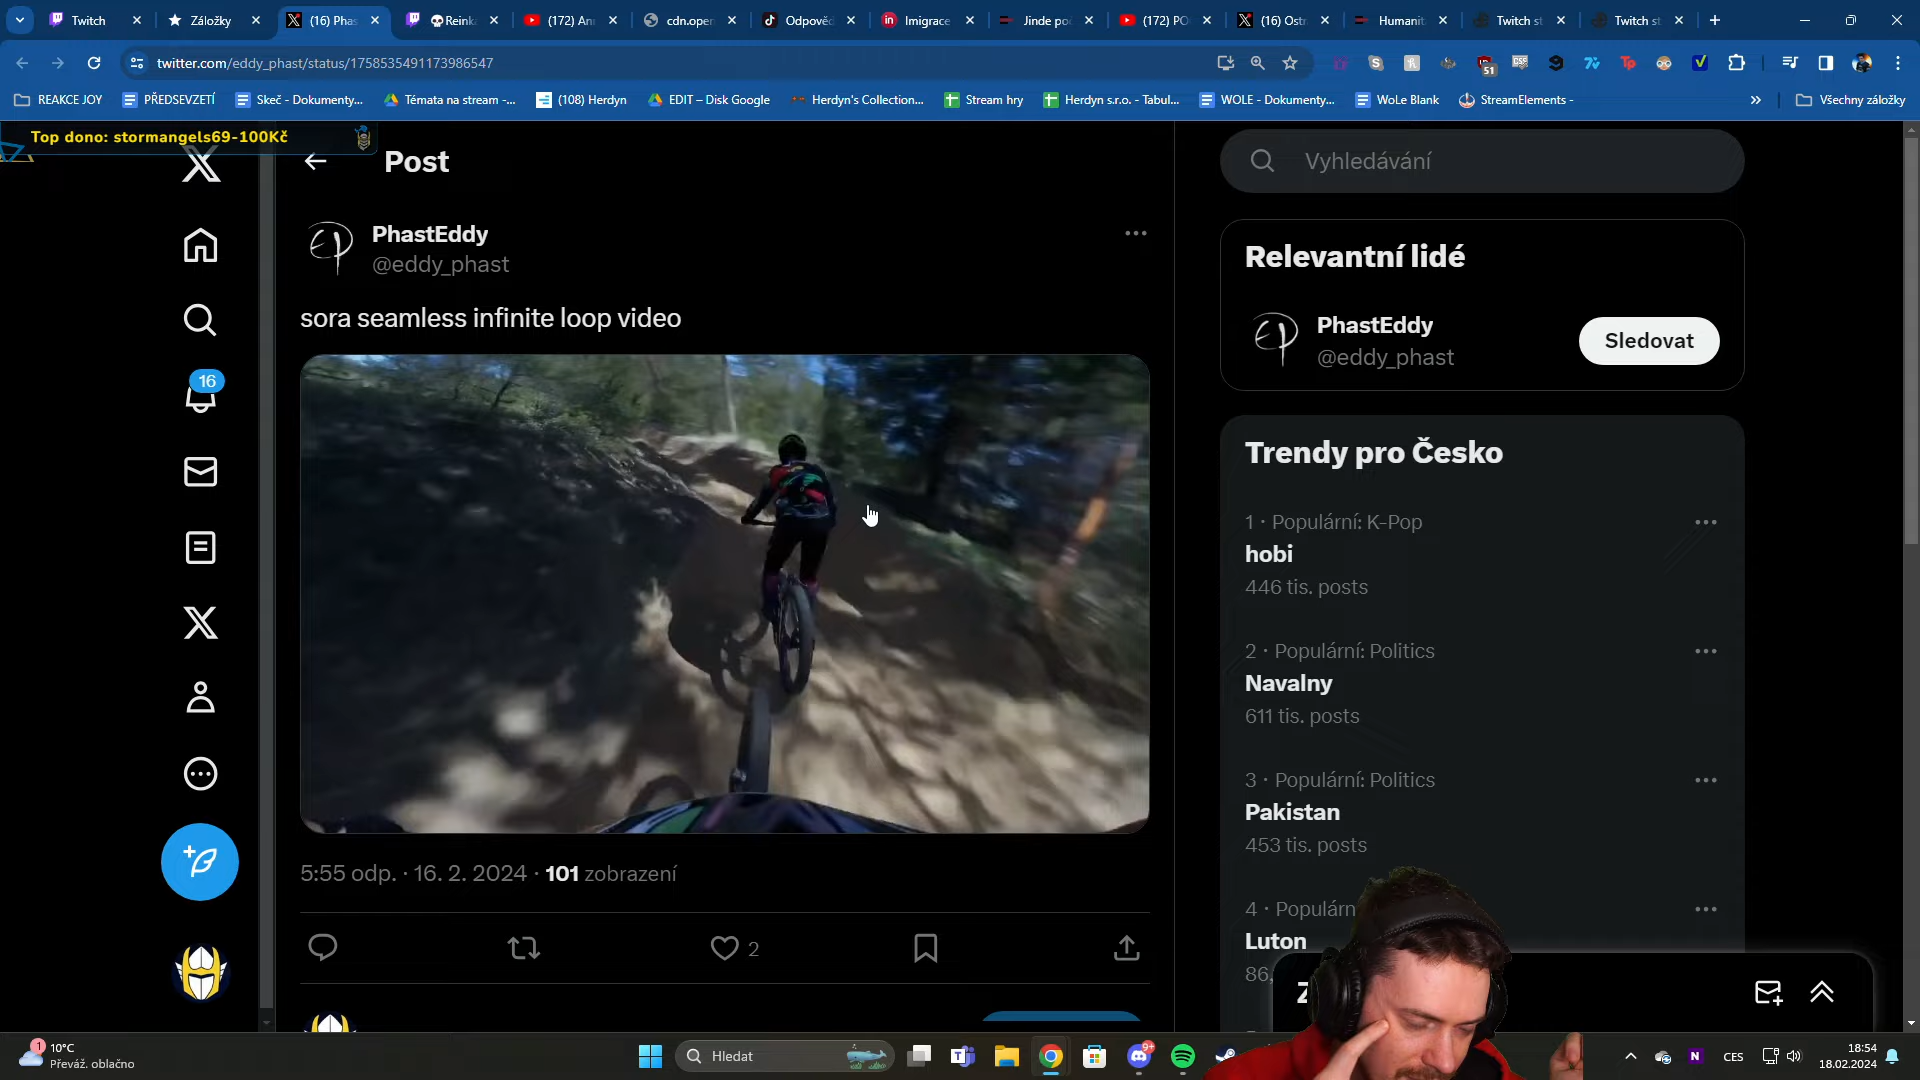 Twitch
Záložky
(16) Phas
Reink
(172) An
cdn.oper
Odpověď
Imigrace
Jinde po
(172) PO
(16) Ostr
Humanit
Twitch st
Twitch st
twitter.com/eddy_phast/status/1758535491173986547
51
REAKCE JOY
PŘEDSEVZETÍ
Skeč - Dokumenty...
Témata na stream -...
(108) Herdyn
EDIT – Disk Google
Herdyn's Collection...
Stream hry
Herdyn s.r.o. - Tabul...
WOLE - Dokumenty...
WoLe Blank
StreamElements -
Všechny záložky
Top dono: stormangels69-100Kč
Post
Vyhledávání
PhastEddy
@eddy_phast
sora seamless infinite loop video
16
5:55 odp. · 16. 2. 2024 · 101 zobrazení
2
Relevantní lidé
PhastEddy
@eddy_phast
Sledovat
Trendy pro Česko
1 · Populární: K-Pop
hobi
446 tis. posts
2 · Populární: Politics
Navalny
611 tis. posts
3 · Populární: Politics
Pakistan
453 tis. posts
4 · Populárn
Luton
86,
Z
1
10°C
Převáž. oblačno
Hledat
9+
N
CES
18:54
18.02.2024